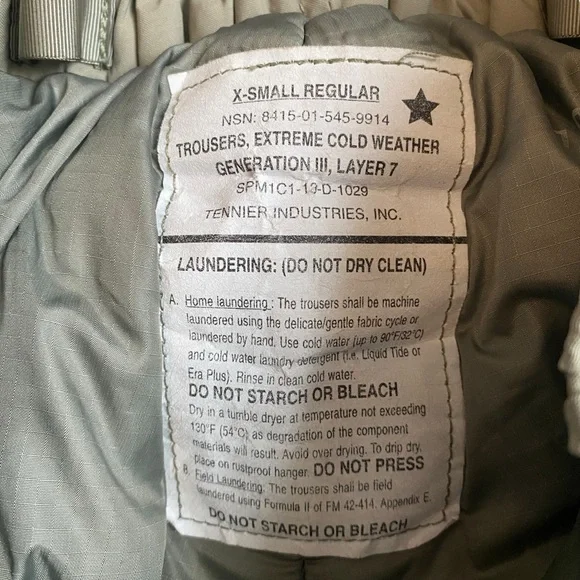 X-SMALL REGULAR
NSN: 8415-01-545-9914
TROUSERS, EXTREME COLD WEATHER
GENERATION III, LAYER 7
SPM1C1-13-D-1029
TENNIER INDUSTRIES, INC.
LAUNDERING: (DO NOT DRY CLEAN)
A. Home laundering : The trousers shall be machine
laundered using the delicate/gentle fabric cycle or
laundered by hand. Use cold water (up to 90°F/32°C)
and cold water laundry detergent (i.e. Liquid Tide or
Era Plus). Rinse in clean cold water.
DO NOT STARCH OR BLEACH
Dry in a tumble dryer at temperature not exceeding
130°F (54°C) as degradation of the component
materials will result. Avoid over drying. To drip dry,
place on rustproof hanger. DO NOT PRESS
B. Field Laundering: The trousers shall be field
laundered using Formula II of FM 42-414, Appendix E.
DO NOT STARCH OR BLEACH